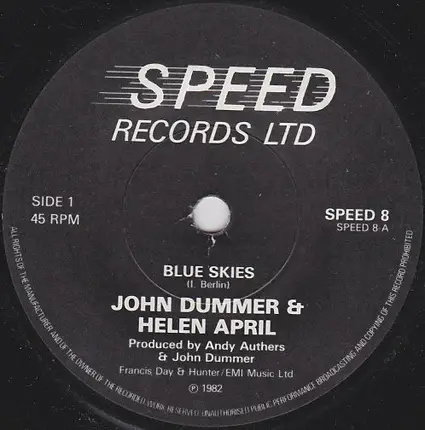 SPEED
RECORDS LTD
SIDE 1
45 RPM
SPEED 8
SPEED 8-A
BLUE SKIES
(I. Berlin)
JOHN DUMMER &
HELEN APRIL
Produced by Andy Authers
& John Dummer
Francis Day & Hunter/EMI Music Ltd
℗ 1982
ALL RIGHTS OF THE MANUFACTURER AND OF THE OWNER OF THE RECORDED WORK RESERVED. UNAUTHORISED PUBLIC PERFORMANCE BROADCASTING AND COPYING OF THIS RECORD PROHIBITED